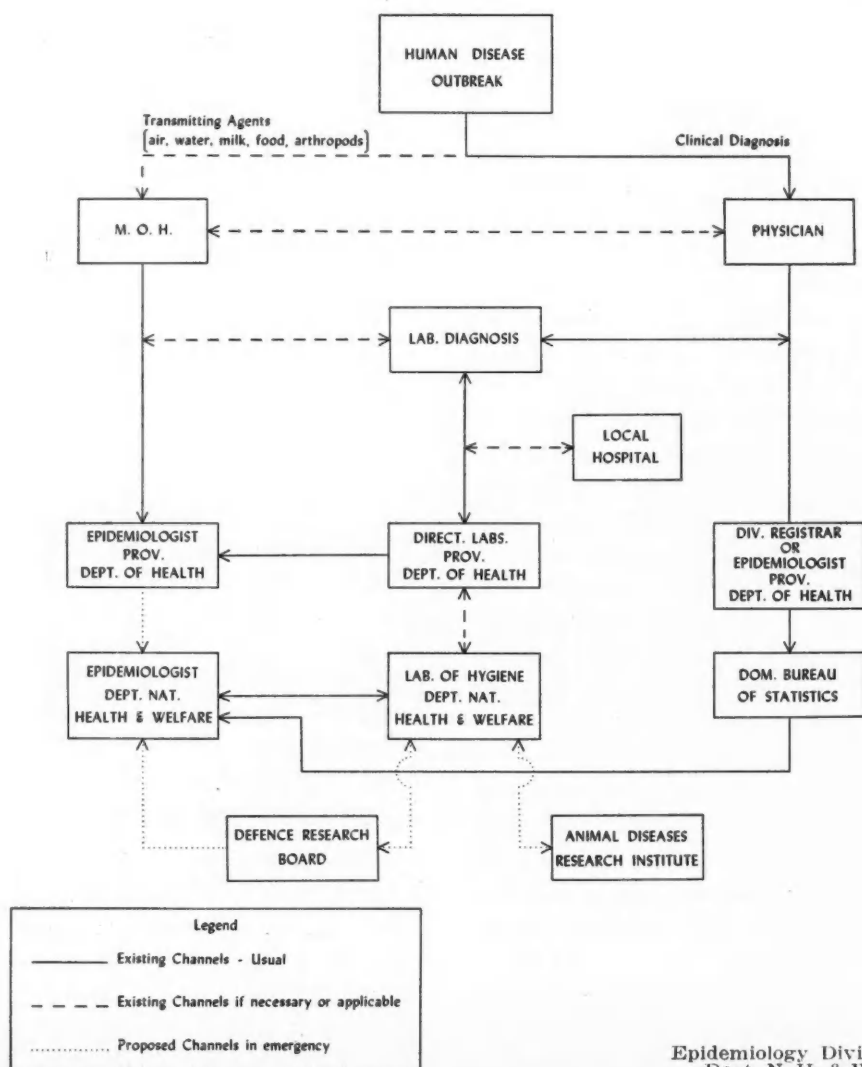 HUMAN DISEASE
OUTBREAK
Transmitting Agents
(air, water, milk, food, arthropods)
Clinical Diagnosis
M. O. H.
PHYSICIAN
LAB. DIAGNOSIS
LOCAL
HOSPITAL
EPIDEMIOLOGIST
PROV.
DEPT. OF HEALTH
DIRECT. LABS.
PROV.
DEPT. OF HEALTH
DIV. REGISTRAR
OR
EPIDEMIOLOGIST
PROV.
DEPT. OF HEALTH
EPIDEMIOLOGIST
DEPT. NAT.
HEALTH & WELFARE
LAB. OF HYGIENE
DEPT. NAT.
HEALTH & WELFARE
DOM. BUREAU
OF STATISTICS
DEFENCE RESEARCH
BOARD
ANIMAL DISEASES
RESEARCH INSTITUTE
Legend
Existing Channels - Usual
Existing Channels if necessary or applicable
Proposed Channels in emergency
Epidemiology Divi